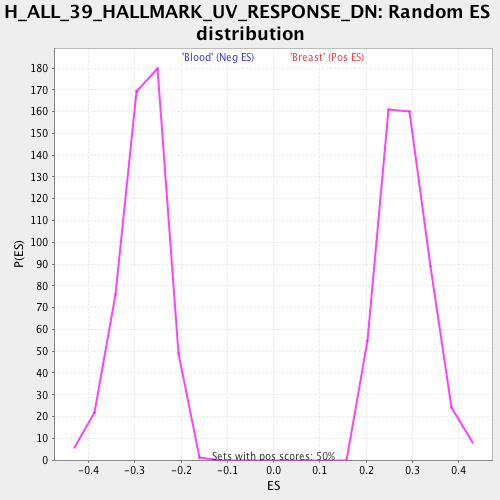 H_ALL_39_HALLMARK_UV_RESPONSE_DN: Random ES
distribution
'Blood' (Neg ES) 'Breast' (Pos ES)
180
170
160
150
140
130
120
110
100
90
80
70
60
50
40
30
20
10
0
P(ES)
Sets with pos scores: 50%
-0.4 -0.3 -0.2 -0.1 0.0 0.1 0.2 0.3 0.4
ES